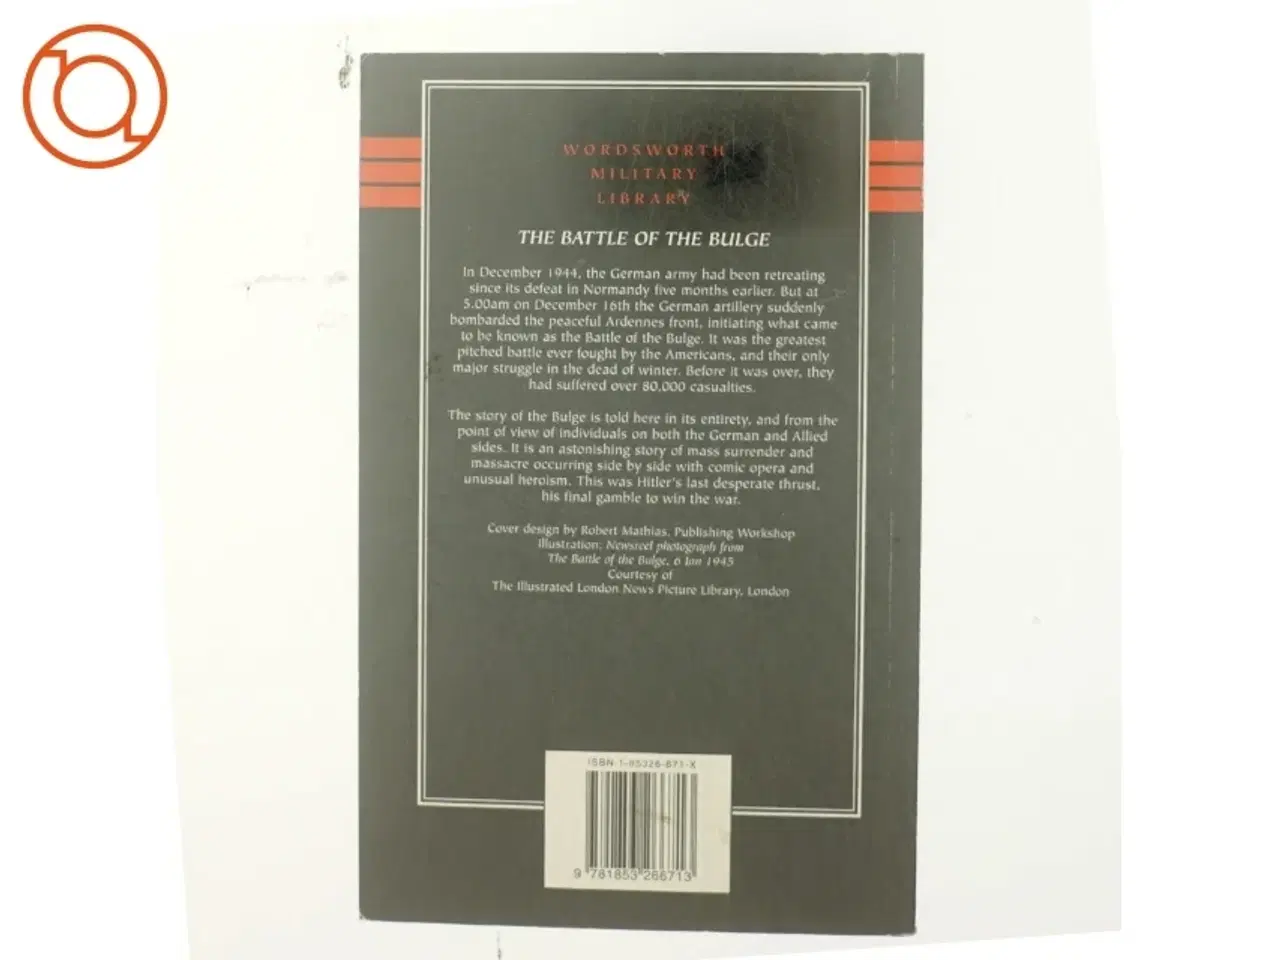 WORDSWORTH
MILITARY
LIBRARY
THE BATTLE OF THE BULGE
In December 1944, the German army had been retreating
since its defeat in Normandy five months earlier. But at
5.00am on December 16th the German artillery suddenly
bombarded the peaceful Ardennes front, initiating what came
to be known as the Battle of the Bulge. It was the greatest
pitched battle ever fought by the Americans, and their only
major struggle in the dead of winter. Before it was over, they
had suffered over 80,000 casualties.
The story of the Bulge is told here in its entirety, and from the
point of view of individuals on both the German and Allied
sides. It is an astonishing story of mass surrender and
massacre occurring side by side with comic opera and
unusual heroism. This was Hitler's last desperate thrust,
his final gamble to win the war.
Cover design by Robert Mathias, Publishing Workshop
Illustration: Newsreel photograph from
The Battle of the Bulge, 6 Jan 1945
Courtesy of
The Illustrated London News Picture Library, London
ISBN 1-85326-671-X
9 781853 266713